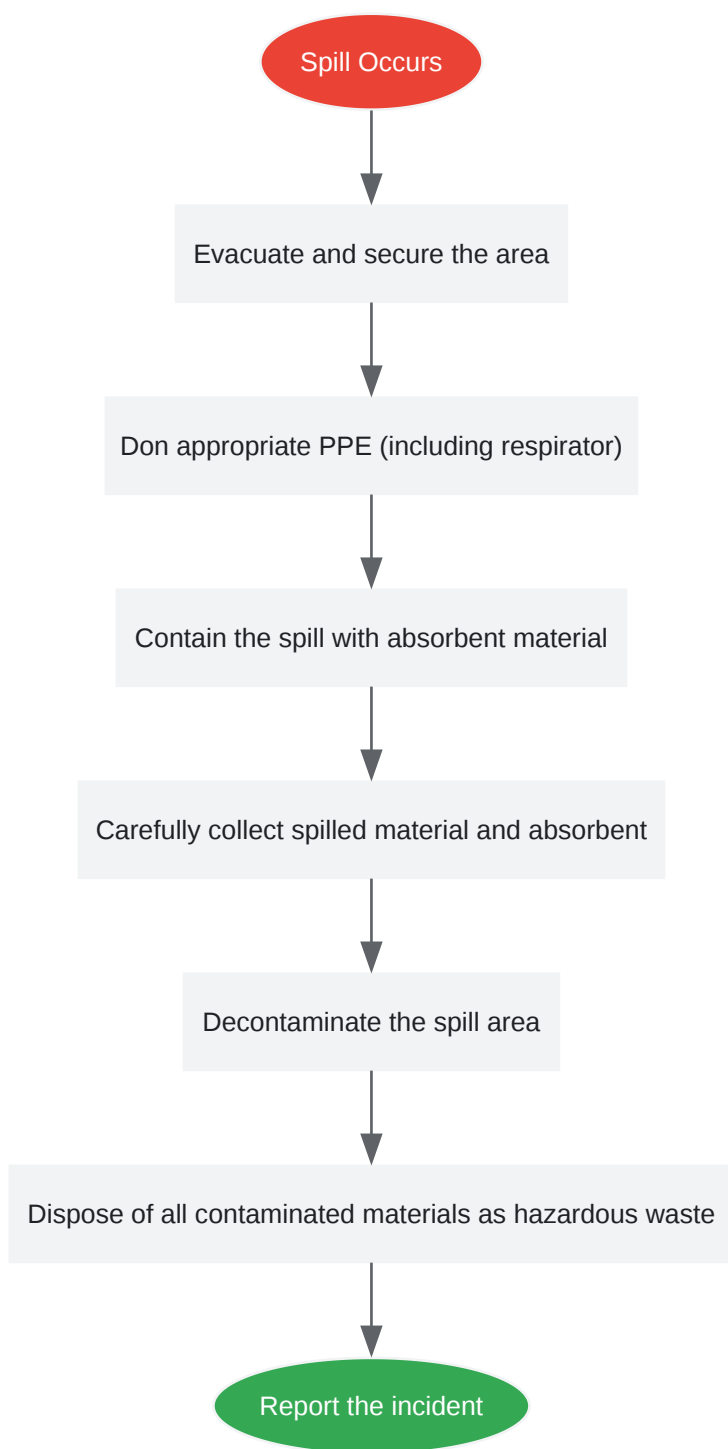 Spill Occurs
Evacuate and secure the area
Don appropriate PPE (including respirator)
Contain the spill with absorbent material
Carefully collect spilled material and absorbent
Decontaminate the spill area
Dispose of all contaminated materials as hazardous waste
Report the incident